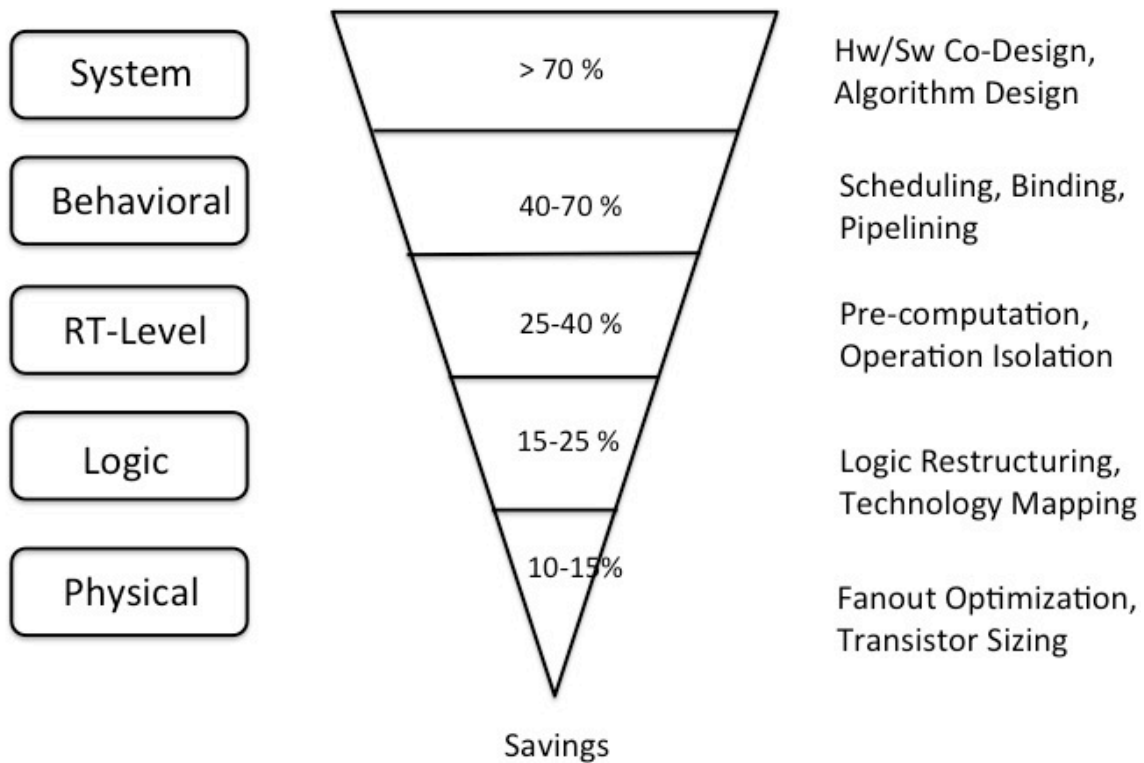 System
> 70 %
Hw/Sw Co-Design,
Algorithm Design
Behavioral
40-70 %
Scheduling, Binding,
Pipelining
RT-Level
25-40 %
Pre-computation,
Operation Isolation
Logic
15-25 %
Logic Restructuring,
Technology Mapping
Physical
10-15%
Fanout Optimization,
Transistor Sizing
Savings